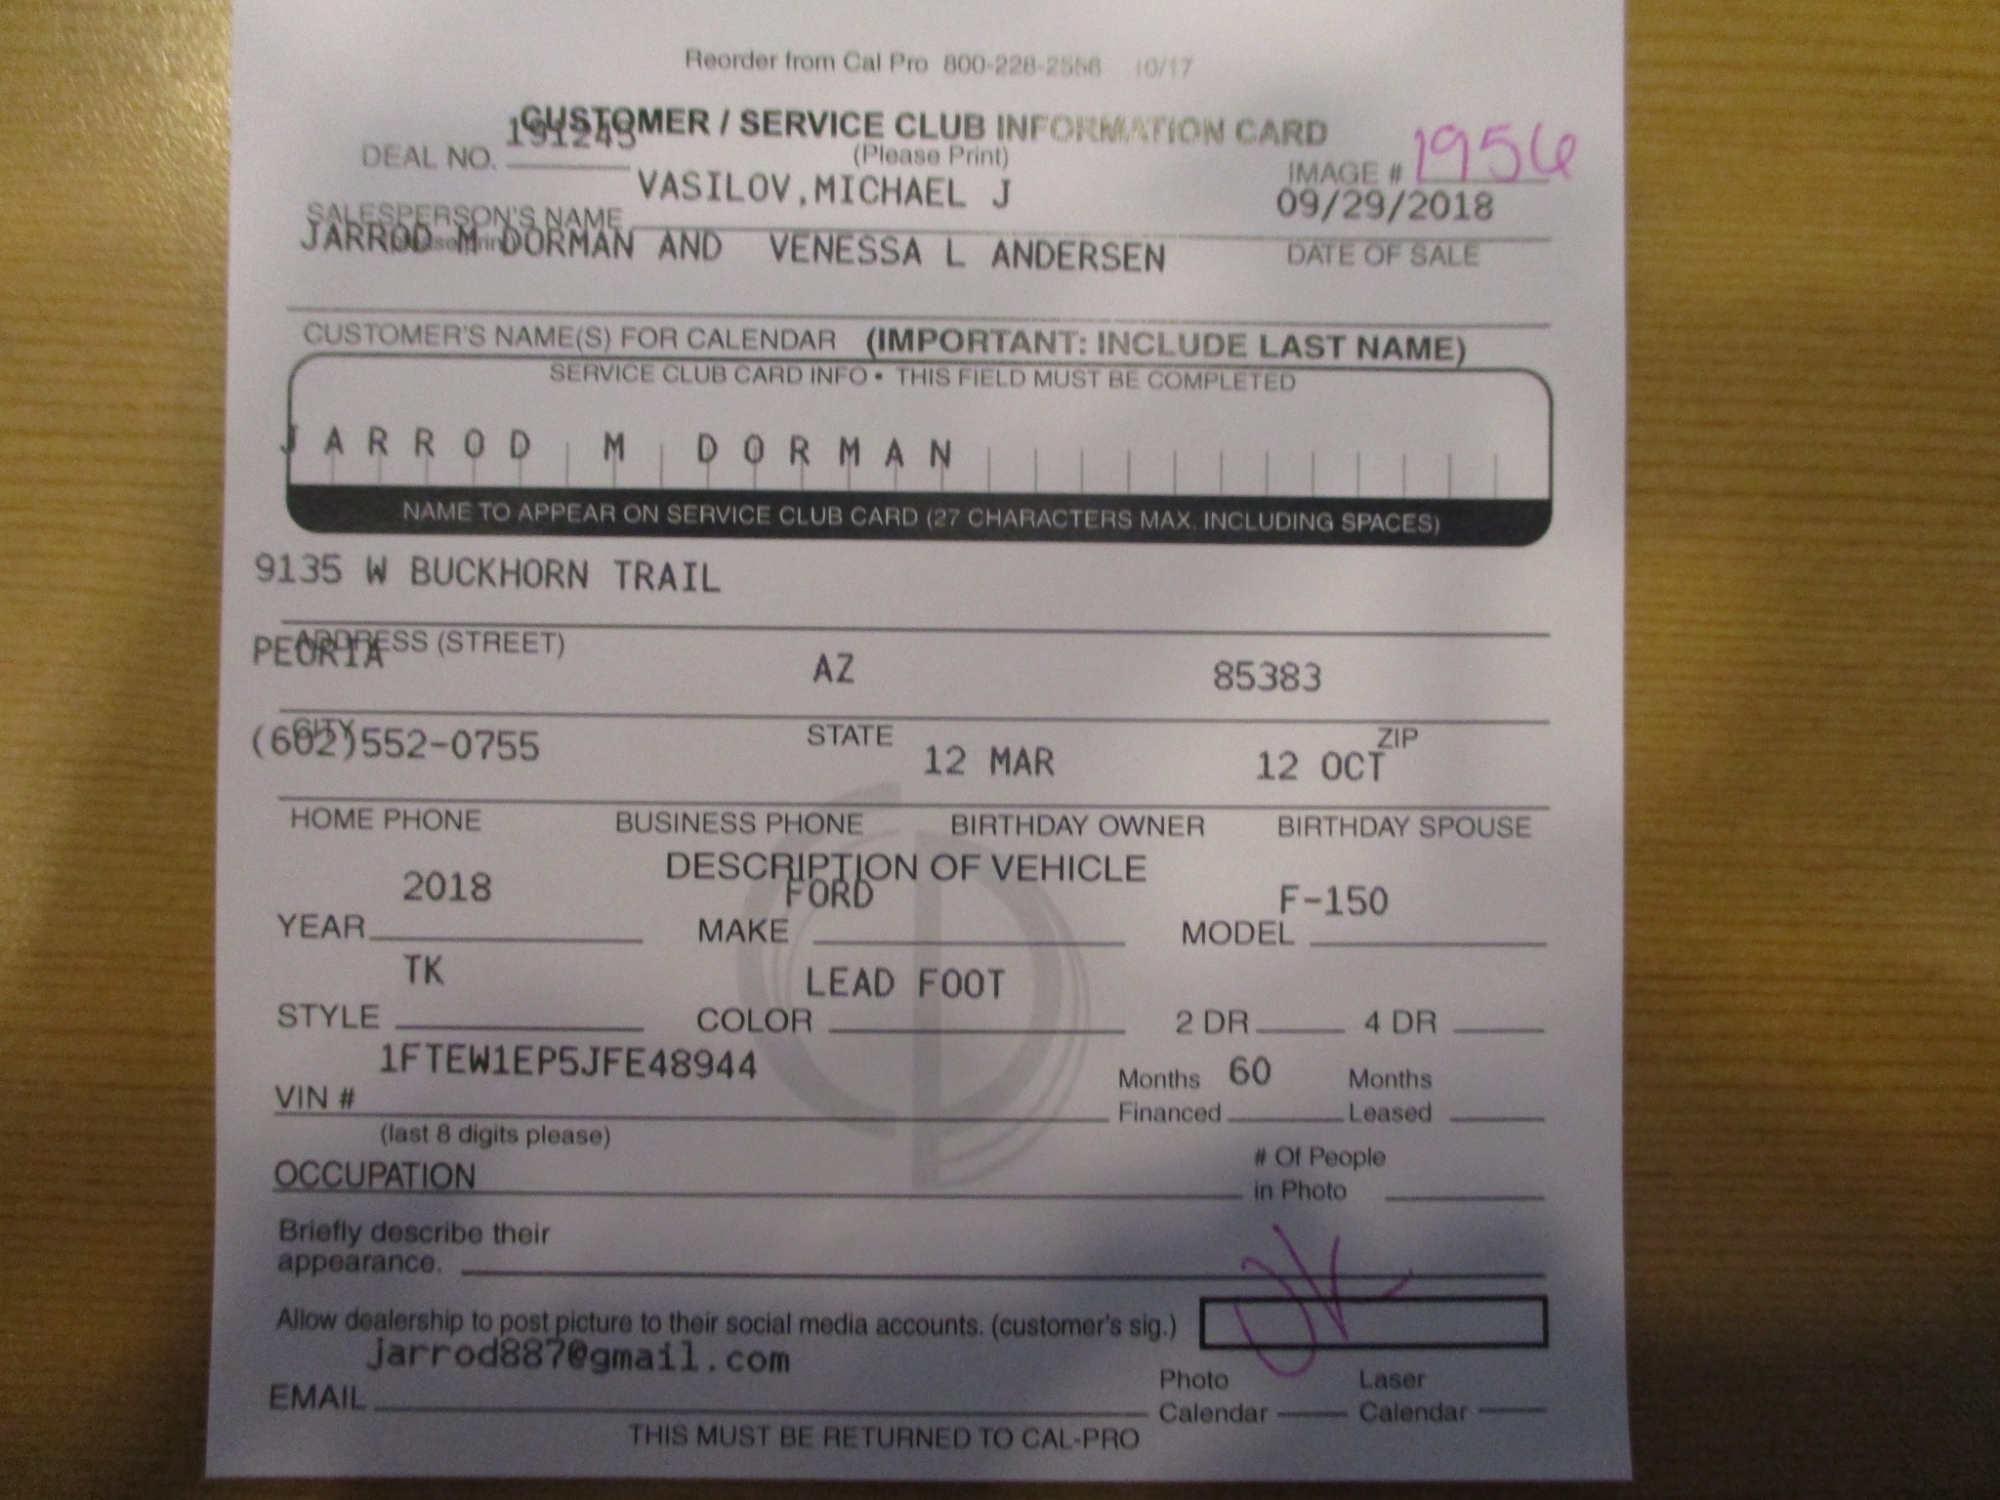 Reorder from Cal Pro 800-228-2556 10/17
CUSTOMER / SERVICE CLUB INFORMATION CARD
(Please Print)
DEAL NO. 191245
IMAGE # 1956
VASILOV,MICHAEL J
09/29/2018
SALESPERSON'S NAME
DATE OF SALE
JARROD M DORMAN AND VENESSA L ANDERSEN
CUSTOMER'S NAME(S) FOR CALENDAR (IMPORTANT: INCLUDE LAST NAME)
SERVICE CLUB CARD INFO • THIS FIELD MUST BE COMPLETED
JARROD M DORMAN
NAME TO APPEAR ON SERVICE CLUB CARD (27 CHARACTERS MAX. INCLUDING SPACES)
9135 W BUCKHORN TRAIL
ADDRESS (STREET)
PEORIA AZ 85383
CITY STATE ZIP
(602)552-0755 12 MAR 12 OCT
HOME PHONE BUSINESS PHONE BIRTHDAY OWNER BIRTHDAY SPOUSE
DESCRIPTION OF VEHICLE
YEAR 2018 MAKE FORD MODEL F-150
STYLE TK COLOR LEAD FOOT 2 DR 4 DR
VIN # 1FTEW1EP5JFE48944 Months Financed 60 Months Leased
(last 8 digits please)
OCCUPATION # Of People in Photo
Briefly describe their
appearance.
Allow dealership to post picture to their social media accounts. (customer's sig.)
jarrod887@gmail.com
EMAIL Photo Calendar Laser Calendar
THIS MUST BE RETURNED TO CAL-PRO